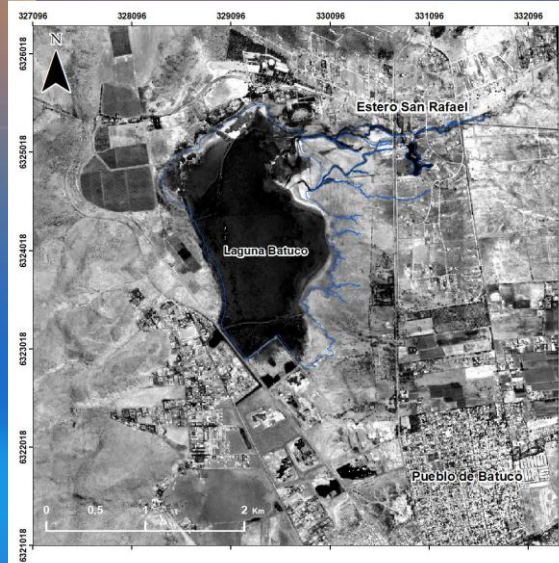 327096 328096 329096 330096 331096 332096
6326018
N
Estero San Rafael
6325018
Laguna Batuco
6324018
6323018
6322018
Pueblo de Batuco
0 0.5 1 2 Km
6321018